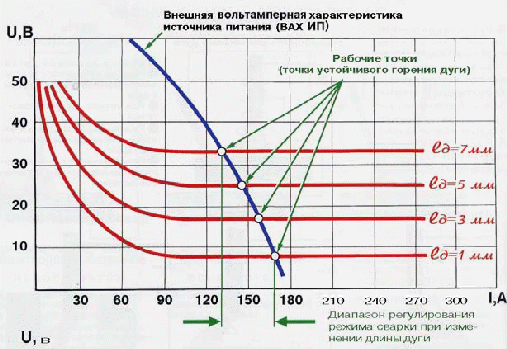 Внешняя вольтамперная характеристика
источника питания (ВАХ ИП)
U,В
Рабочие точки
(точки устойчивого горения дуги)
50
40
30
20
10
ℓд=7 мм
ℓд=5 мм
ℓд=3 мм
ℓд=1 мм
30 60 90 120 150 180 210 240 270 300 I,А
Диапазон регулирования
режима сварки при изме-
нении длины дуги
U, в